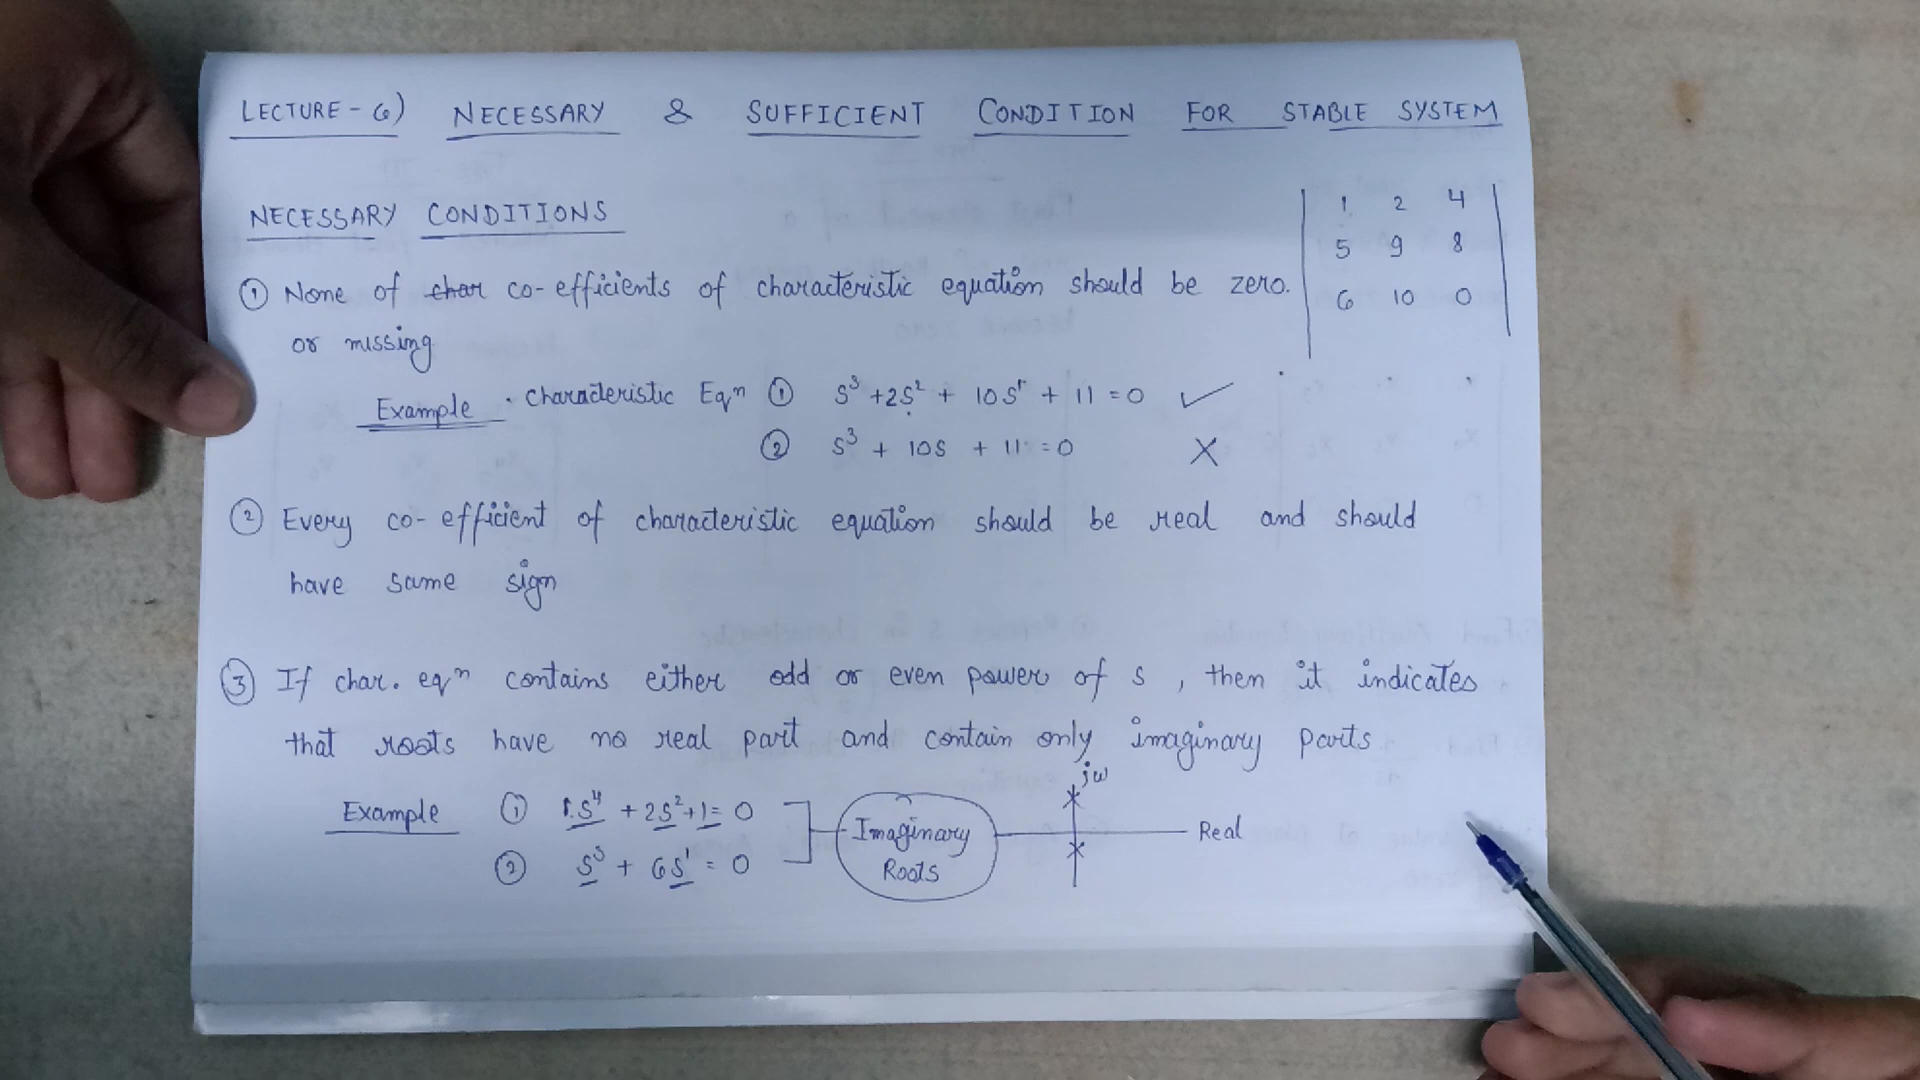 LECTURE - 6) NECESSARY & SUFFICIENT CONDITION FOR STABLE SYSTEM
NECESSARY CONDITIONS
1 2 4
5 9 8
6 10 0
① None of char co-efficients of characteristic equation should be zero.
or missing
Example . Characteristic Eqn ① S³ + 2S² + 10S¹ + 11 = 0 ✓
② S³ + 10S + 11 = 0 X
② Every co-efficient of characteristic equation should be real and should
have same sign
③ If char. eqn contains either odd or even power of s , then it indicates
that roots have no real part and contain only imaginary parts
jω
Example ① 1.S⁴ + 2S² + 1 = 0 Imaginary Roots Real
② S³ + 6S¹ = 0